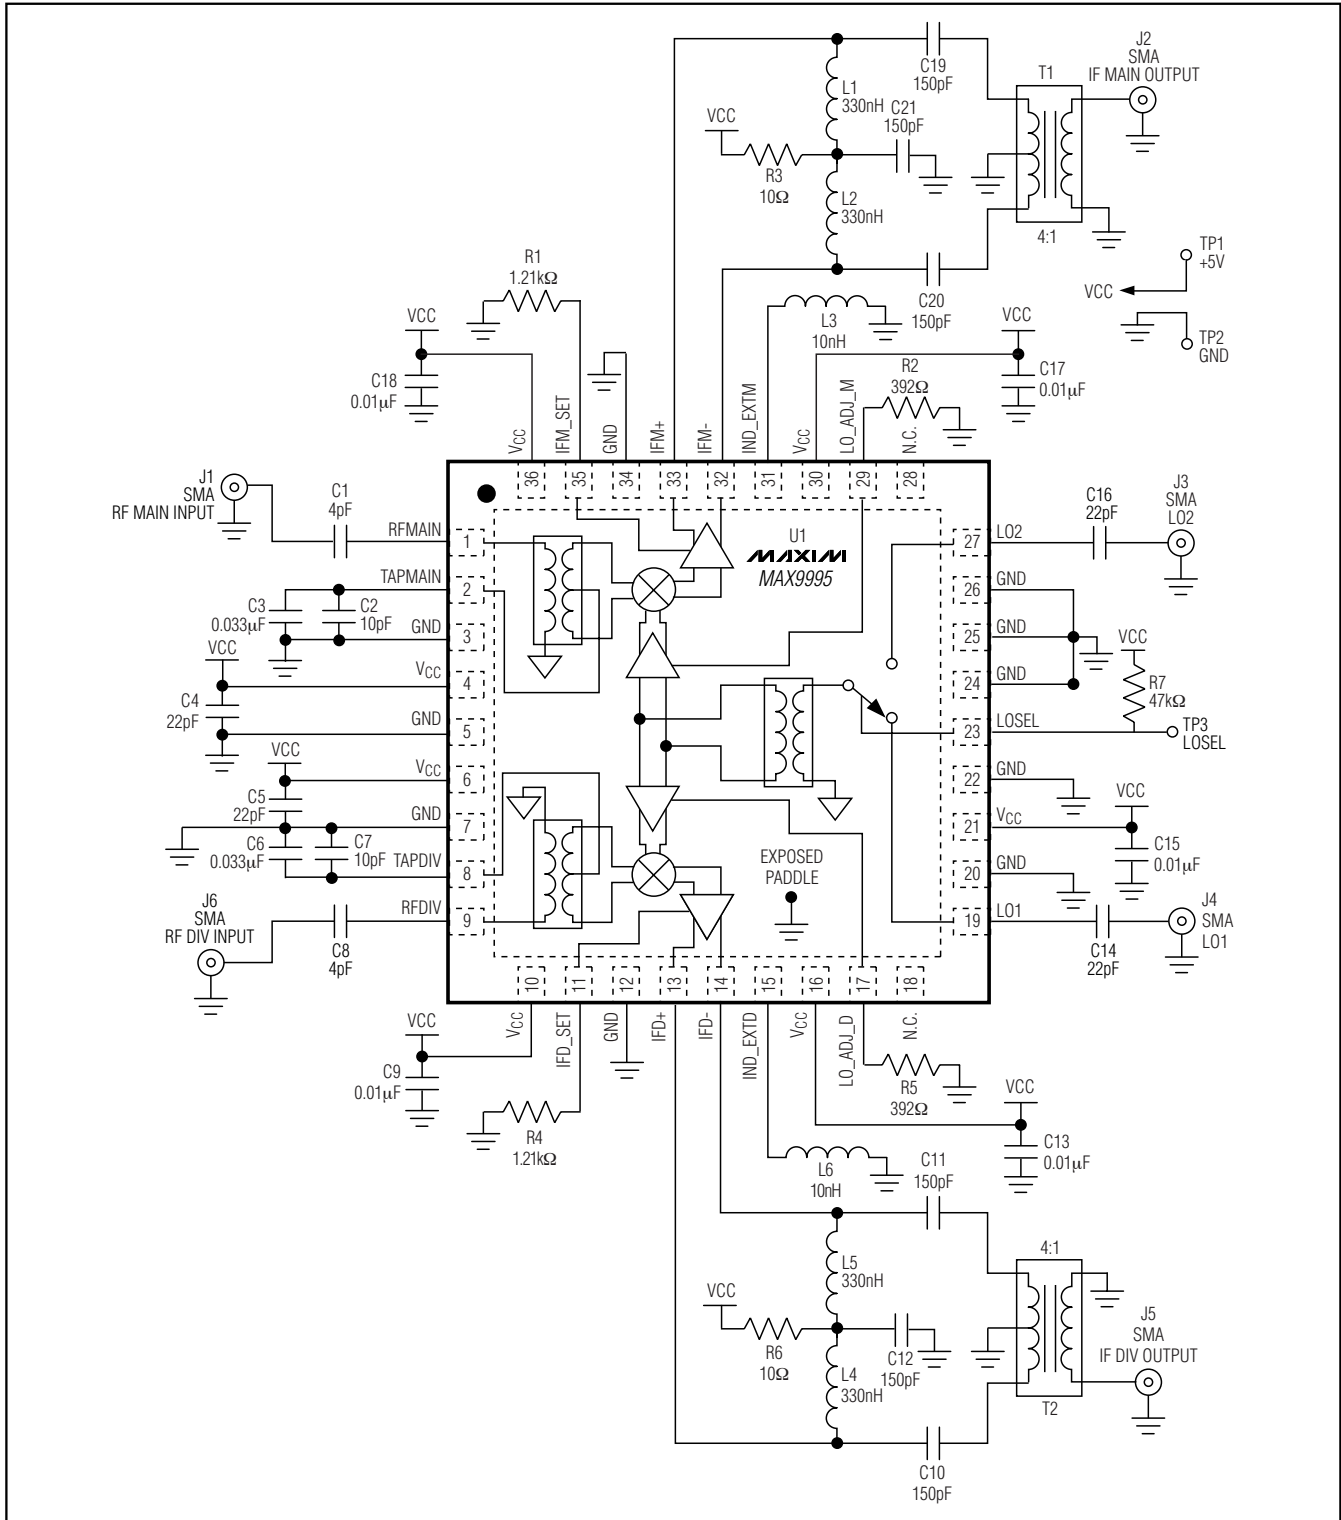 J2
SMA
IF MAIN OUTPUT
C19
150pF
T1
L1
330nH
C21
150pF
VCC
R3
10Ω
L2
330nH
4:1
TP1
+5V
VCC
TP2
GND
R1
1.21kΩ
C20
150pF
L3
10nH
VCC
C18
0.01µF
VCC
C17
0.01µF
R2
392Ω
VCC
IFM_SET
GND
IFM+
IFM-
IND_EXTM
VCC
LO_ADJ_M
N.C.
36
35
34
33
32
31
30
29
28
J1
SMA
RF MAIN INPUT
C1
4pF
RFMAIN
1
TAPMAIN
2
C3
0.033µF
C2
10pF
GND
3
VCC
VCC
4
C4
22pF
GND
5
VCC
VCC
6
C5
22pF
GND
7
C6
0.033µF
C7
10pF
TAPDIV
8
J6
SMA
RF DIV INPUT
C8
4pF
RFDIV
9
U1
MAXIM
MAX9995
EXPOSED
PADDLE
27
LO2
C16
22pF
J3
SMA
LO2
26
GND
25
GND
24
GND
VCC
R7
47kΩ
23
LOSEL
TP3
LOSEL
22
GND
VCC
21
VCC
C15
0.01µF
20
GND
19
LO1
C14
22pF
J4
SMA
LO1
10
11
12
13
14
15
16
17
18
VCC
IFD_SET
GND
IFD+
IFD-
IND_EXTD
VCC
LO_ADJ_D
N.C.
VCC
C9
0.01µF
R4
1.21kΩ
R5
392Ω
VCC
C13
0.01µF
L6
10nH
C11
150pF
4:1
L5
330nH
VCC
R6
10Ω
C12
150pF
L4
330nH
J5
SMA
IF DIV OUTPUT
T2
C10
150pF